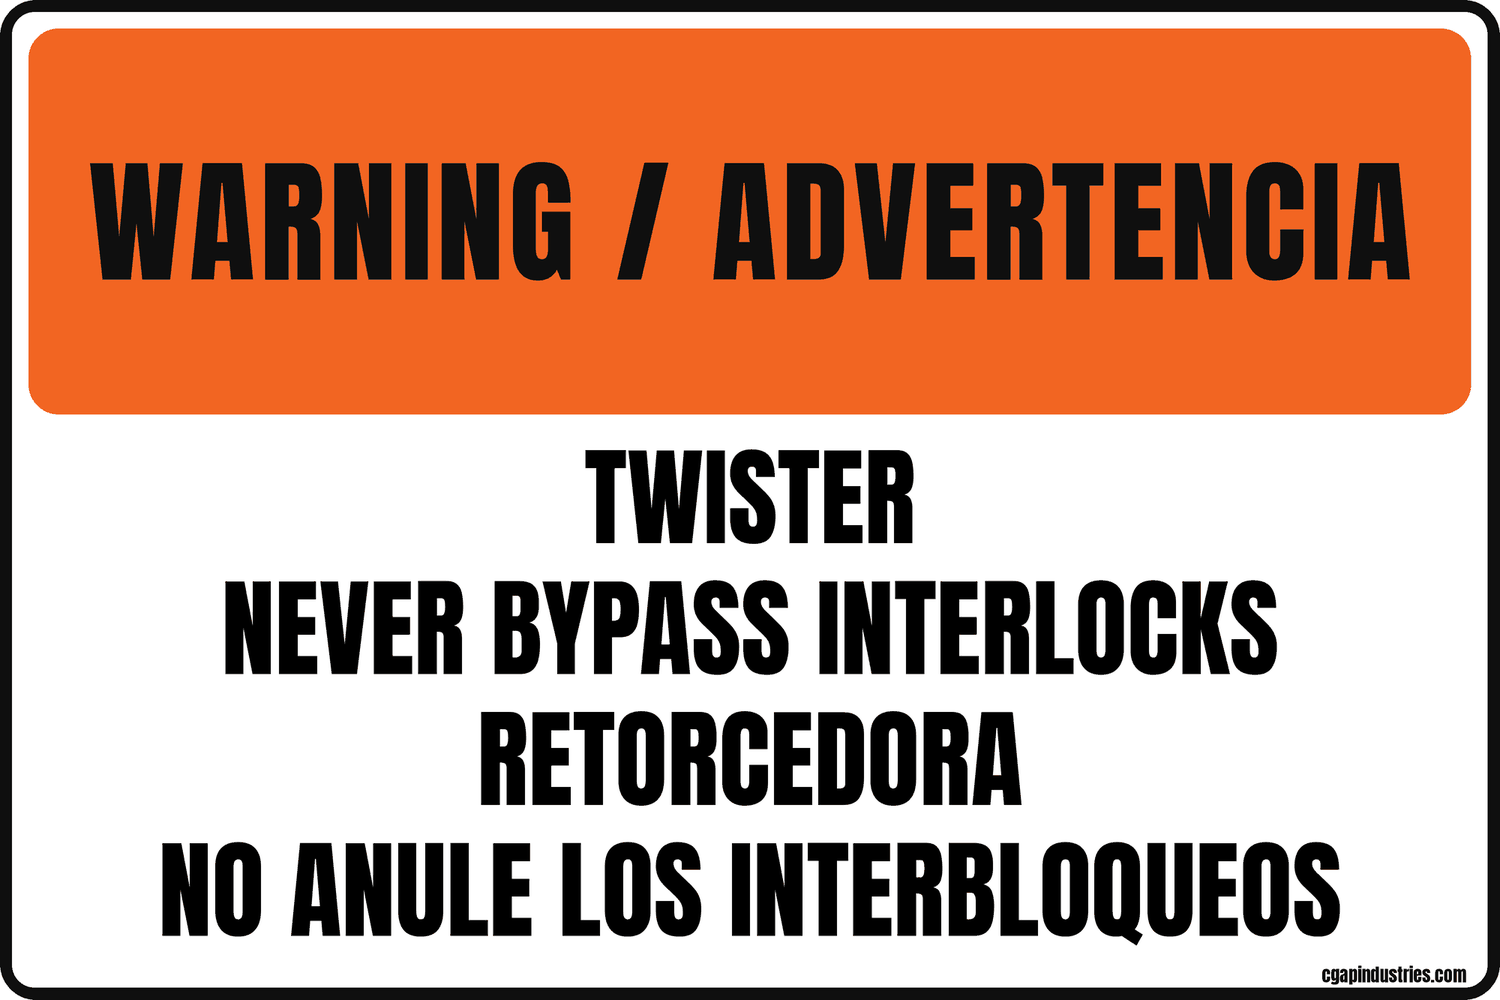 WARNING / ADVERTENCIA
TWISTER
NEVER BYPASS INTERLOCKS
RETORCEDORA
NO ANULE LOS INTERBLOQUEOS
cgapindustries.com